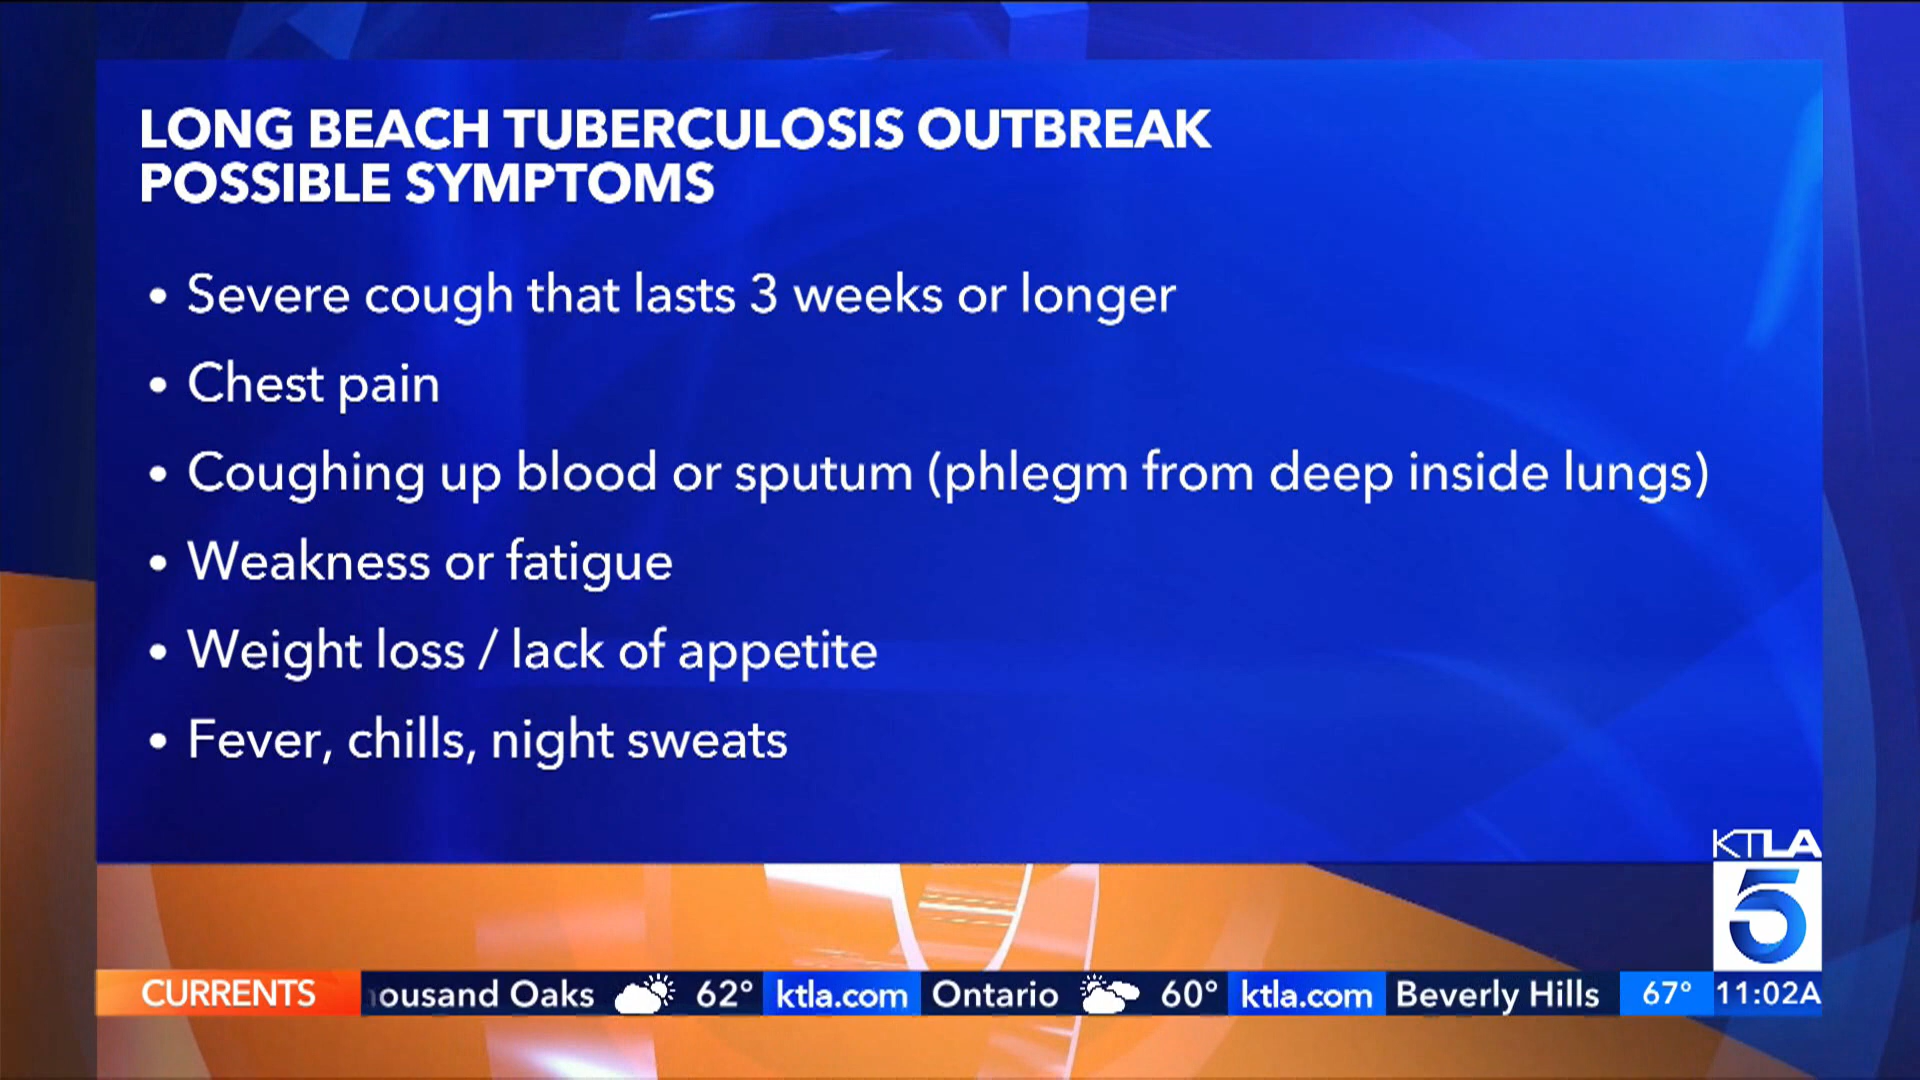 LONG BEACH TUBERCULOSIS OUTBREAK
POSSIBLE SYMPTOMS
• Severe cough that lasts 3 weeks or longer
• Chest pain
• Coughing up blood or sputum (phlegm from deep inside lungs)
• Weakness or fatigue
• Weight loss / lack of appetite
• Fever, chills, night sweats
KTLA
5
CURRENTS ousand Oaks 62° ktla.com Ontario 60° ktla.com Beverly Hills 67° 11:02A